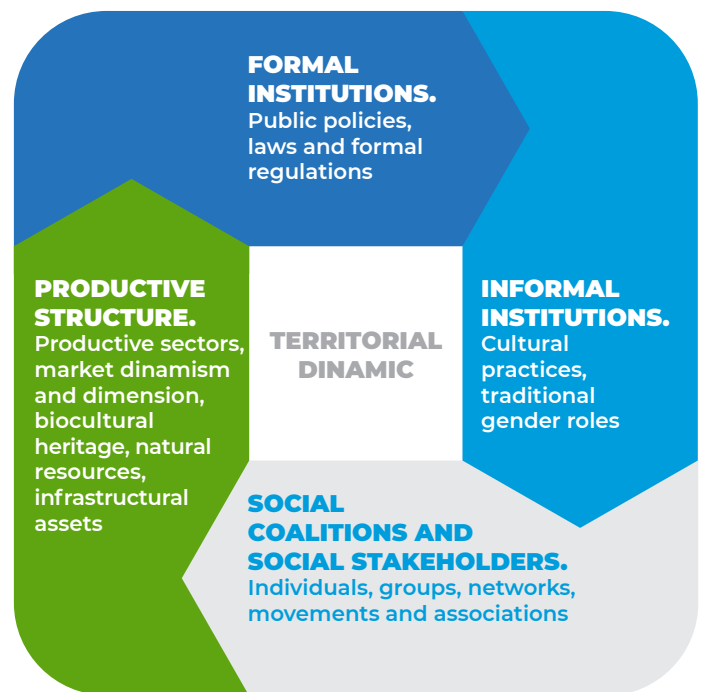 FORMAL
INSTITUTIONS.
Public policies,
laws and formal
regulations
PRODUCTIVE
STRUCTURE.
Productive sectors,
market dinamism
and dimension,
biocultural
heritage, natural
resources,
infrastructural
assets
TERRITORIAL
DINAMIC
INFORMAL
INSTITUTIONS.
Cultural
practices,
traditional
gender roles
SOCIAL
COALITIONS AND
SOCIAL STAKEHOLDERS.
Individuals, groups, networks,
movements and associations